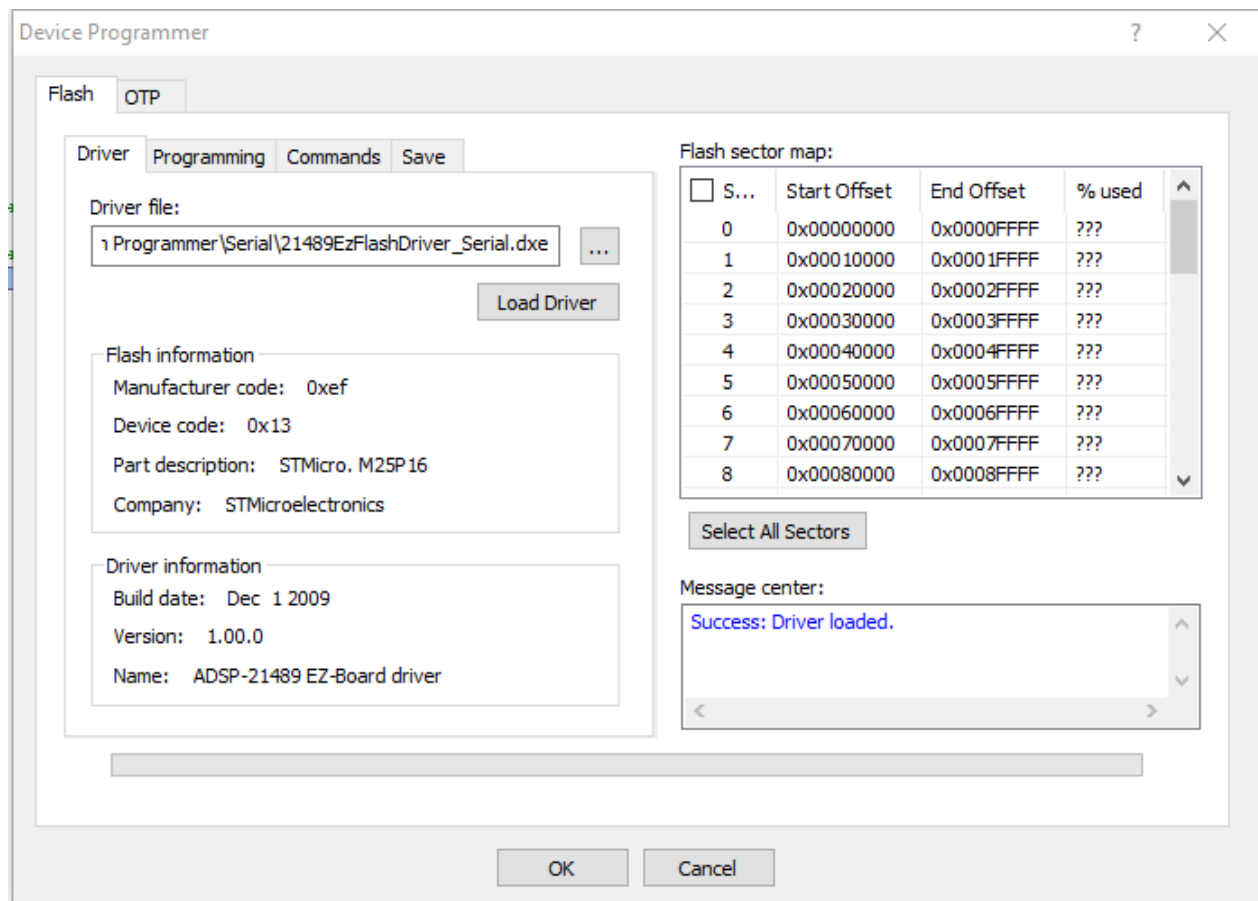 Device Programmer
Flash OTP
Driver Programming Commands Save
Driver file:
Programmer\Serial\21489EzFlashDriver_Serial.dxe ...
Load Driver
Flash information
Manufacturer code: 0xef
Device code: 0x13
Part description: STMicro. M25P16
Company: STMicroelectronics
Driver information
Build date: Dec 1 2009
Version: 1.00.0
Name: ADSP-21489 EZ-Board driver
Flash sector map:
S... Start Offset End Offset % used
0 0x00000000 0x0000FFFF ???
1 0x00010000 0x0001FFFF ???
2 0x00020000 0x0002FFFF ???
3 0x00030000 0x0003FFFF ???
4 0x00040000 0x0004FFFF ???
5 0x00050000 0x0005FFFF ???
6 0x00060000 0x0006FFFF ???
7 0x00070000 0x0007FFFF ???
8 0x00080000 0x0008FFFF ???
Select All Sectors
Message center:
Success: Driver loaded.
OK Cancel